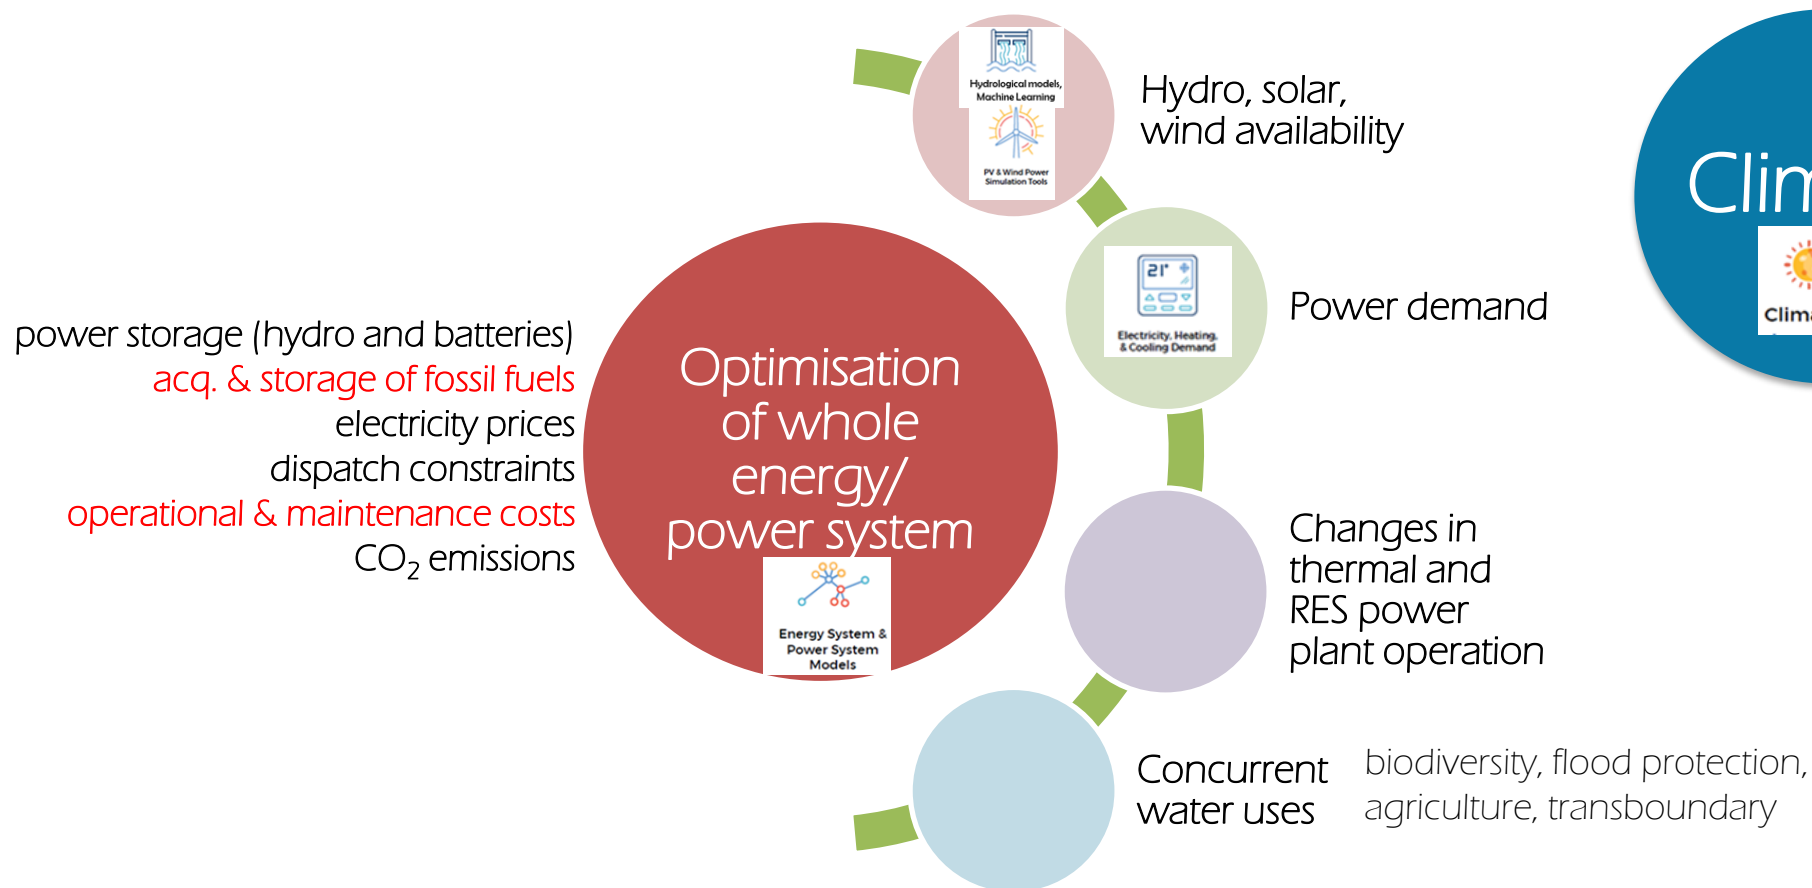 Hydrological models,
Machine Learning
PV & Wind Power
Simulation Tools
Hydro, solar,
wind availability
21°
Electricity, Heating,
& Cooling Demand
Power demand
power storage (hydro and batteries)
acq. & storage of fossil fuels
electricity prices
dispatch constraints
operational & maintenance costs
CO₂ emissions
Optimisation
of whole
energy/
power system
Energy System &
Power System
Models
Changes in
thermal and
RES power
plant operation
Concurrent
water uses
biodiversity, flood protection,
agriculture, transboundary